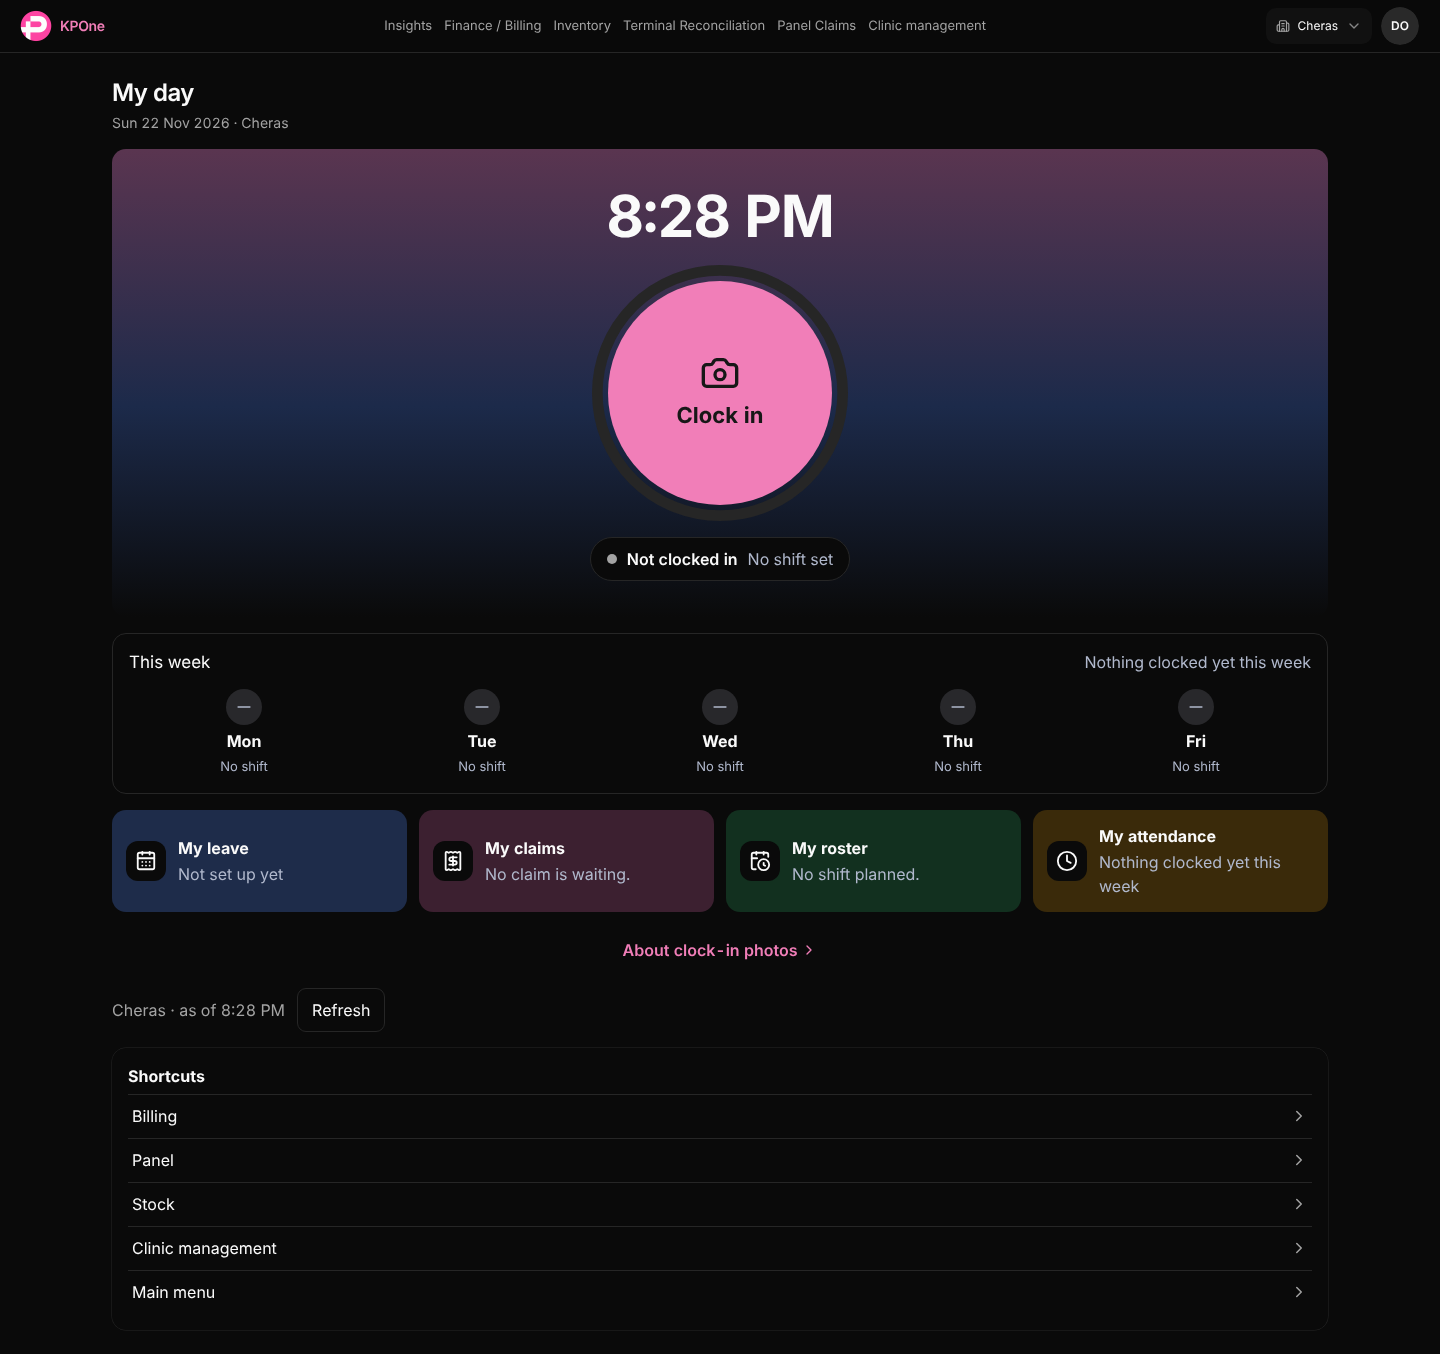 KPOne
Insights
Finance / Billing
Inventory
Terminal Reconciliation
Panel Claims
Clinic management
Cheras
DO
My day
Sun 22 Nov 2026 · Cheras
8:28 PM
Clock in
Not clocked in No shift set
This week
Nothing clocked yet this week
Mon
No shift
Tue
No shift
Wed
No shift
Thu
No shift
Fri
No shift
My leave
Not set up yet
My claims
No claim is waiting.
My roster
No shift planned.
My attendance
Nothing clocked yet this
week
About clock-in photos
Cheras · as of 8:28 PM
Refresh
Shortcuts
Billing
Panel
Stock
Clinic management
Main menu